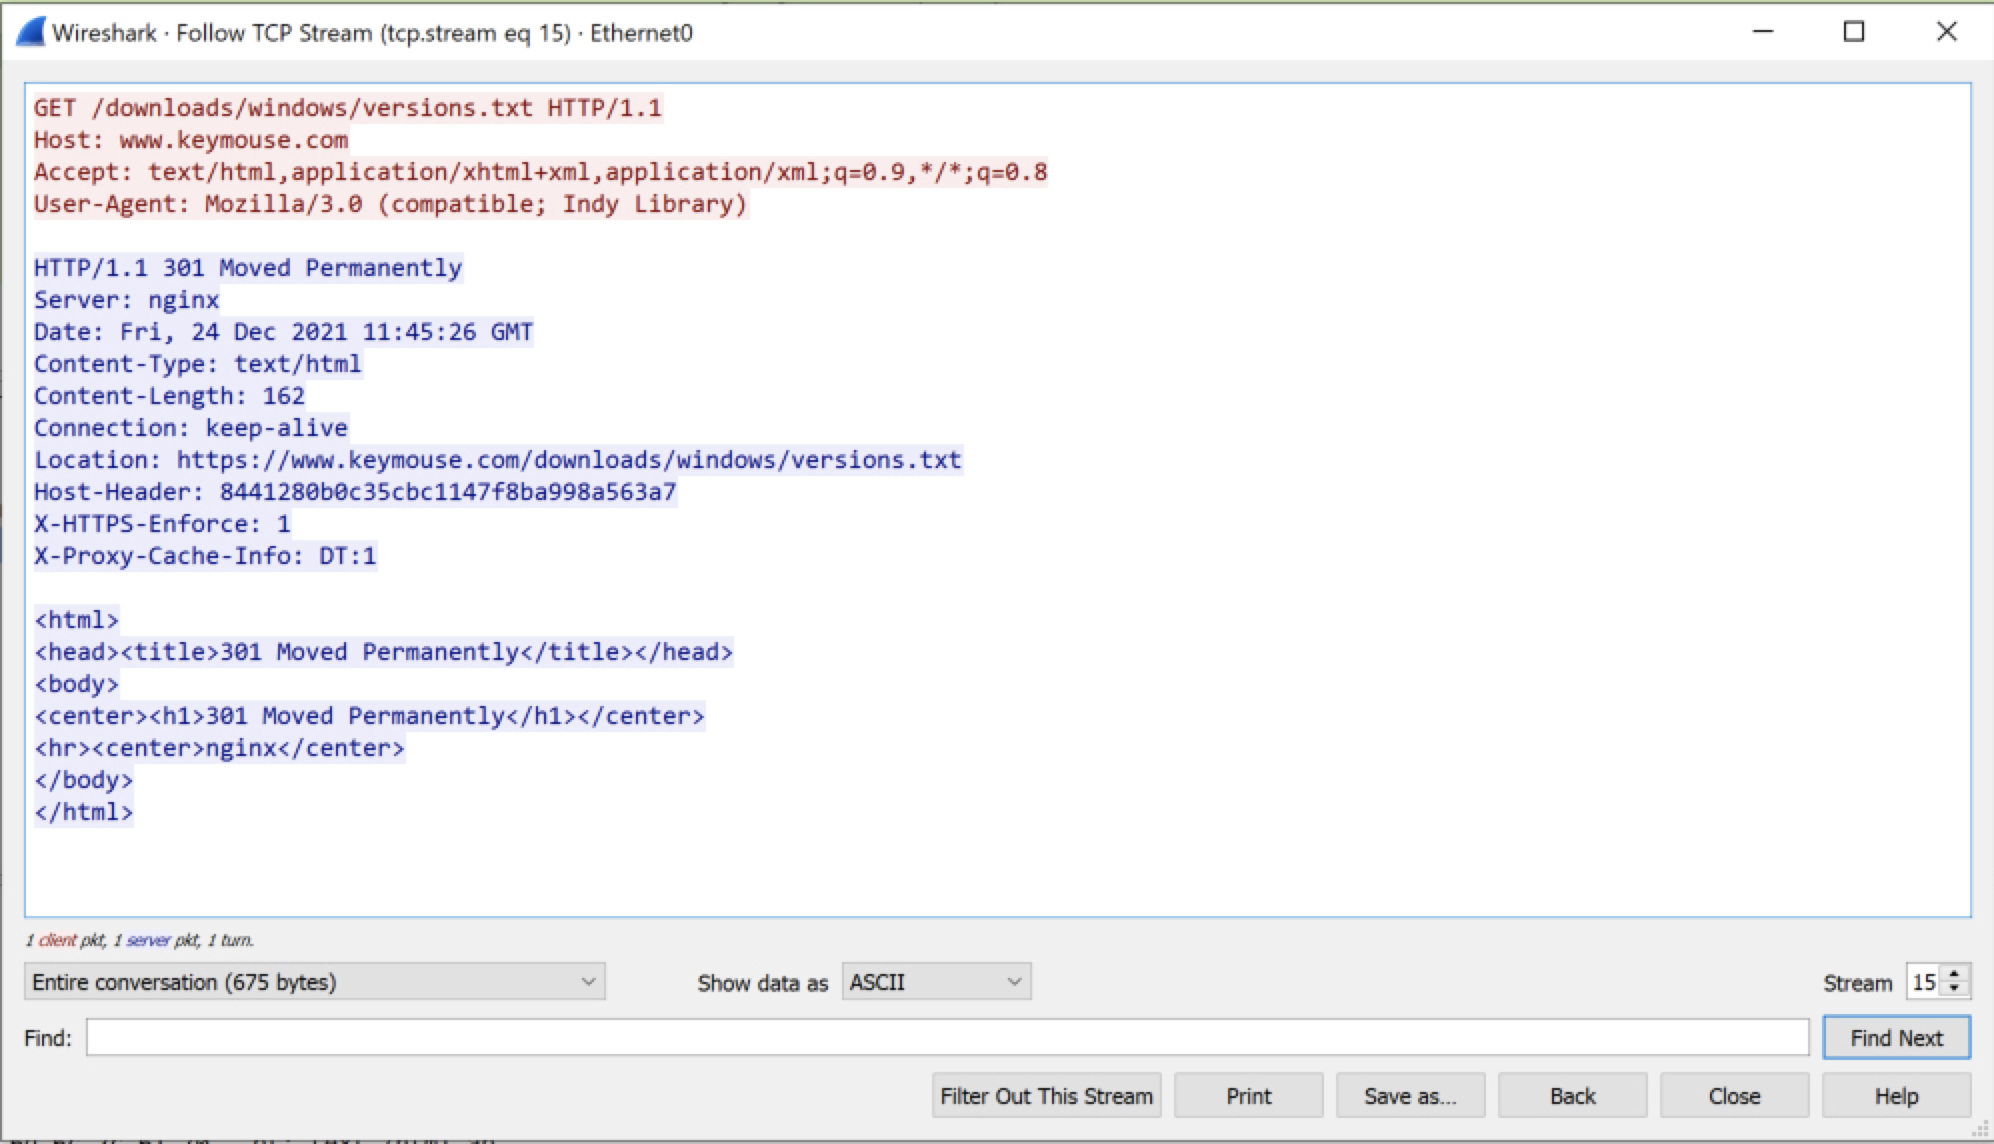 Wireshark · Follow TCP Stream (tcp.stream eq 15) · Ethernet0
GET /downloads/windows/versions.txt HTTP/1.1
Host: www.keymouse.com
Accept: text/html,application/xhtml+xml,application/xml;q=0.9,*/*;q=0.8
User-Agent: Mozilla/3.0 (compatible; Indy Library)
HTTP/1.1 301 Moved Permanently
Server: nginx
Date: Fri, 24 Dec 2021 11:45:26 GMT
Content-Type: text/html
Content-Length: 162
Connection: keep-alive
Location: https://www.keymouse.com/downloads/windows/versions.txt
Host-Header: 8441280b0c35cbc1147f8ba998a563a7
X-HTTPS-Enforce: 1
X-Proxy-Cache-Info: DT:1
<html>
<head><title>301 Moved Permanently</title></head>
<body>
<center><h1>301 Moved Permanently</h1></center>
<hr><center>nginx</center>
</body>
</html>
1 client pkt, 1 server pkt, 1 turn.
Entire conversation (675 bytes) Show data as ASCII Stream 15
Find: Find Next
Filter Out This Stream Print Save as... Back Close Help